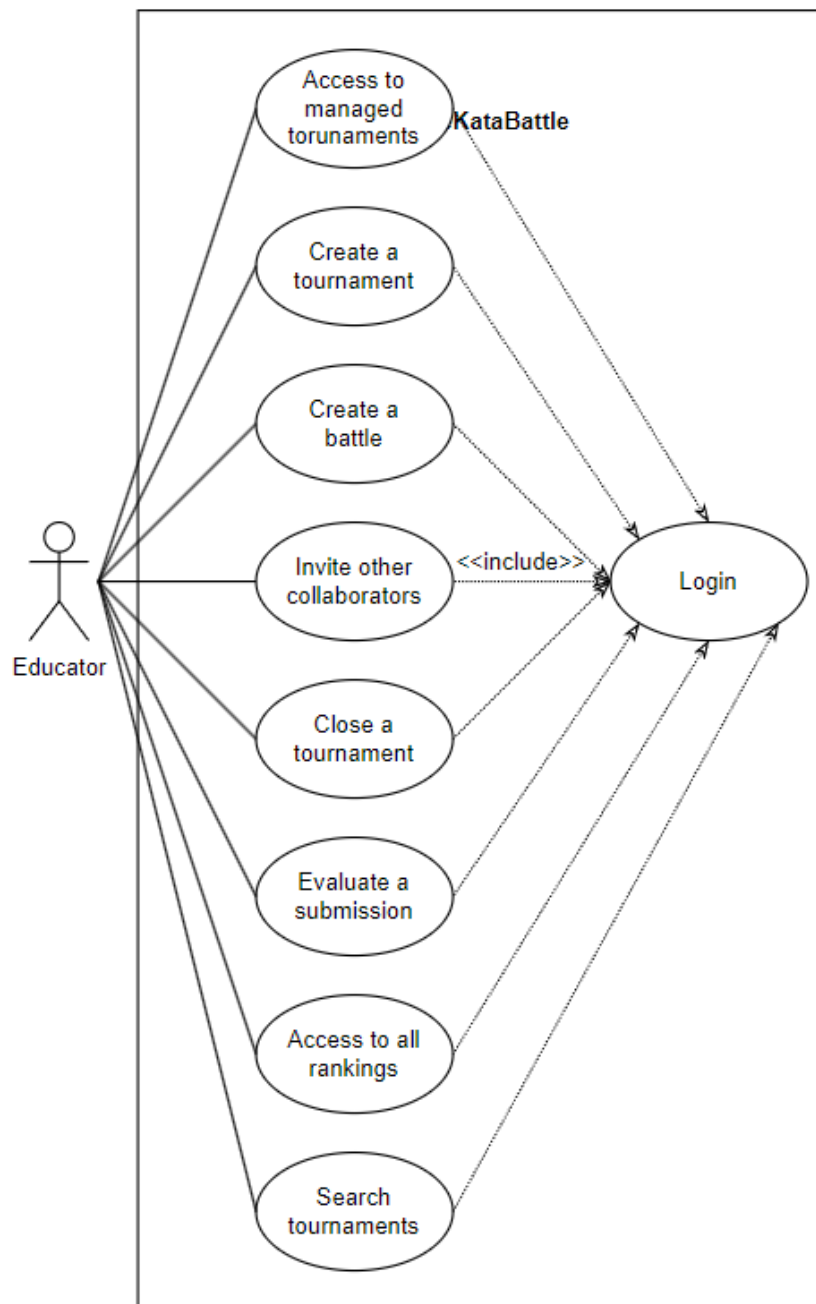 Access to
managed
torunaments
KataBattle
Create a
tournament
Create a
battle
Invite other
collaborators
<<include>>
Login
Educator
Close a
tournament
Evaluate a
submission
Access to all
rankings
Search
tournaments